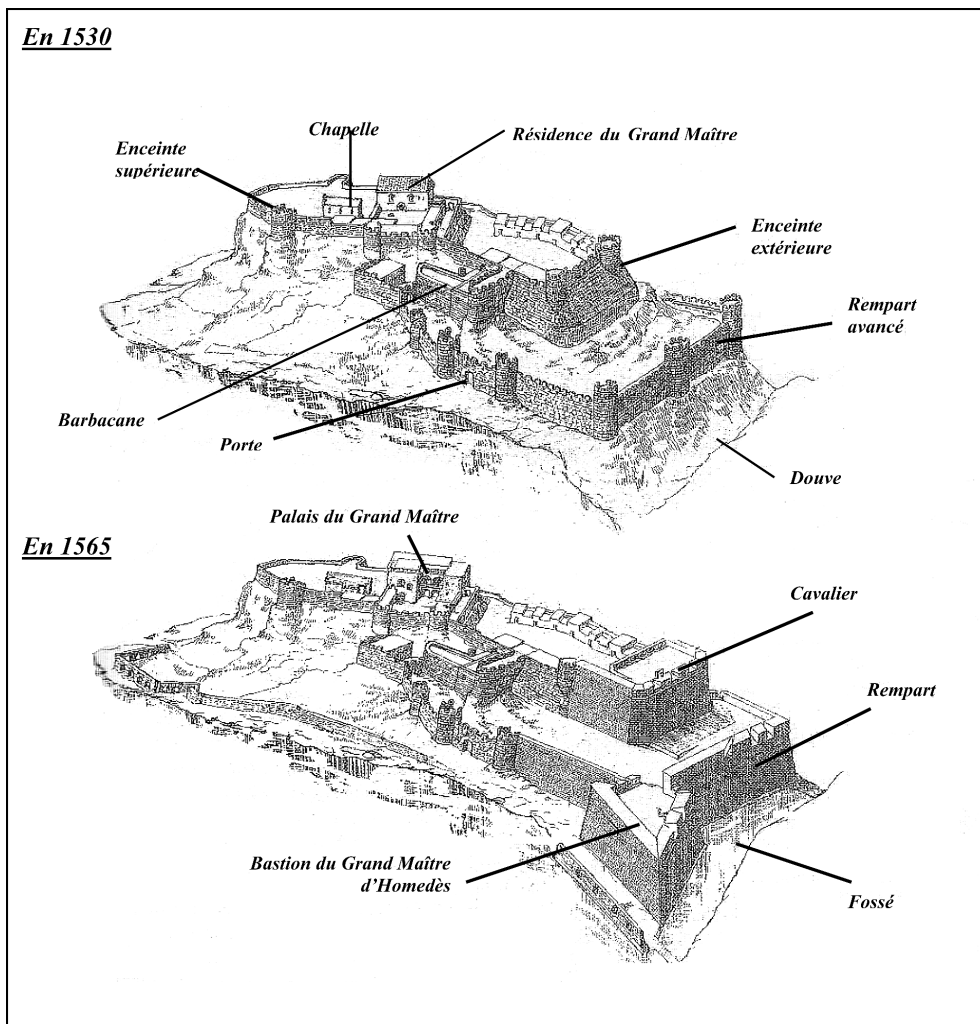 En 1530
Chapelle
Résidence du Grand Maître
Enceinte
supérieure
Enceinte
extérieure
Rempart
avancé
Barbacane
Porte
Douve
Palais du Grand Maître
En 1565
Cavalier
Rempart
Bastion du Grand Maître
d'Homedès
Fossé